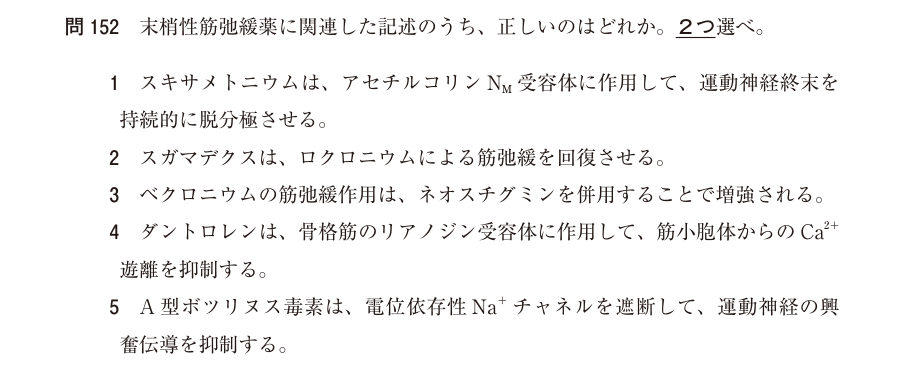 問 152 末梢性筋弛緩薬に関連した記述のうち、正しいのはどれか。2つ選べ。
1 スキサメトニウムは、アセチルコリン NM 受容体に作用して、運動神経終末を
持続的に脱分極させる。
2 スガマデクスは、ロクロニウムによる筋弛緩を回復させる。
3 ベクロニウムの筋弛緩作用は、ネオスチグミンを併用することで増強される。
4 ダントロレンは、骨格筋のリアノジン受容体に作用して、筋小胞体からの Ca2+
遊離を抑制する。
5 A 型ボツリヌス毒素は、電位依存性 Na+ チャネルを遮断して、運動神経の興
奮伝導を抑制する。